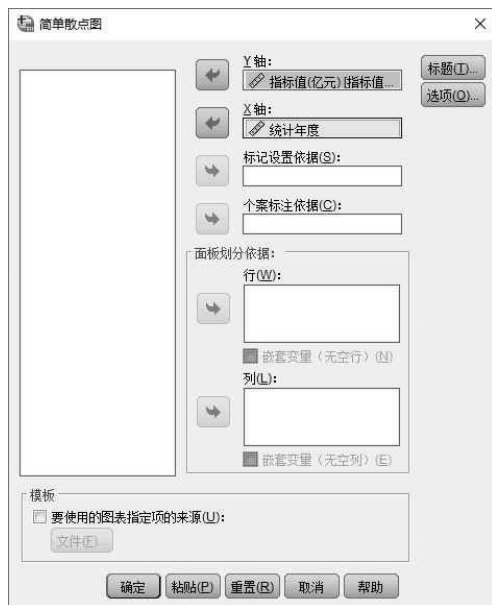 简单散点图
Y 轴:
指标值(亿元) [指标值...
标题(T)...
选项(O)...
X 轴:
统计年度
标记设置依据(S):
个案标注依据(C):
面板划分依据:
行(W):
嵌套变量（无空行）(N)
列(L):
嵌套变量（无空列）(E)
模板
要使用的图表指定项的来源(U):
文件(F)...
确定 粘贴(P) 重置(R) 取消 帮助